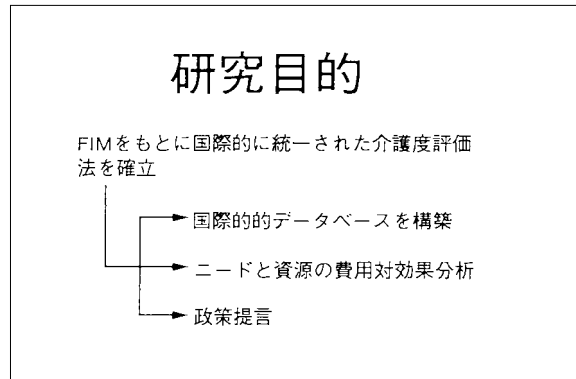 研究目的
FIMをもとに国際的に統一された介護度評価
法を確立
国際的的データベースを構築
ニードと資源の費用対効果分析
政策提言